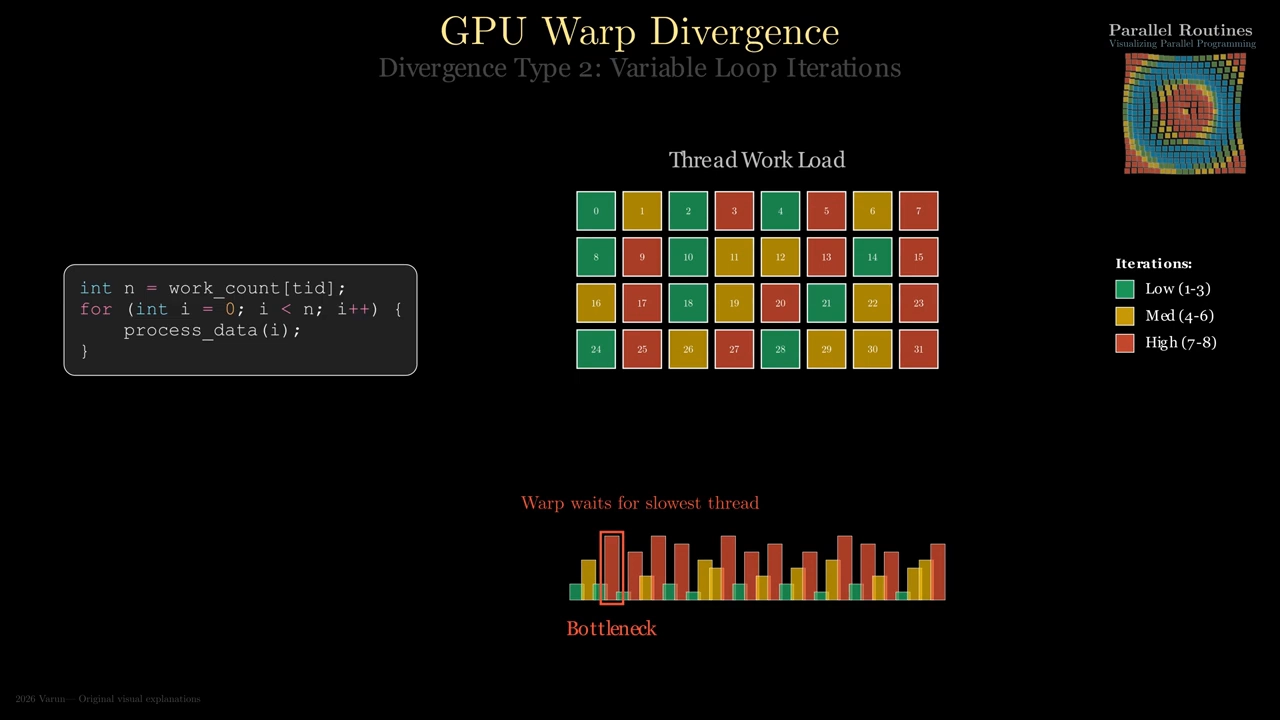 GPU Warp Divergence
Divergence Type 2: Variable Loop Iterations
Parallel Routines
Visualizing Parallel Programming
Thread Work Load
0 1 2 3 4 5 6 7
8 9 10 11 12 13 14 15
16 17 18 19 20 21 22 23
24 25 26 27 28 29 30 31
int n = work_count[tid];
for (int i = 0; i < n; i++) {
    process_data(i);
}
Iterations:
Low (1-3)
Med (4-6)
High (7-8)
Warp waits for slowest thread
Bottleneck
2026 Varun — Original visual explanations